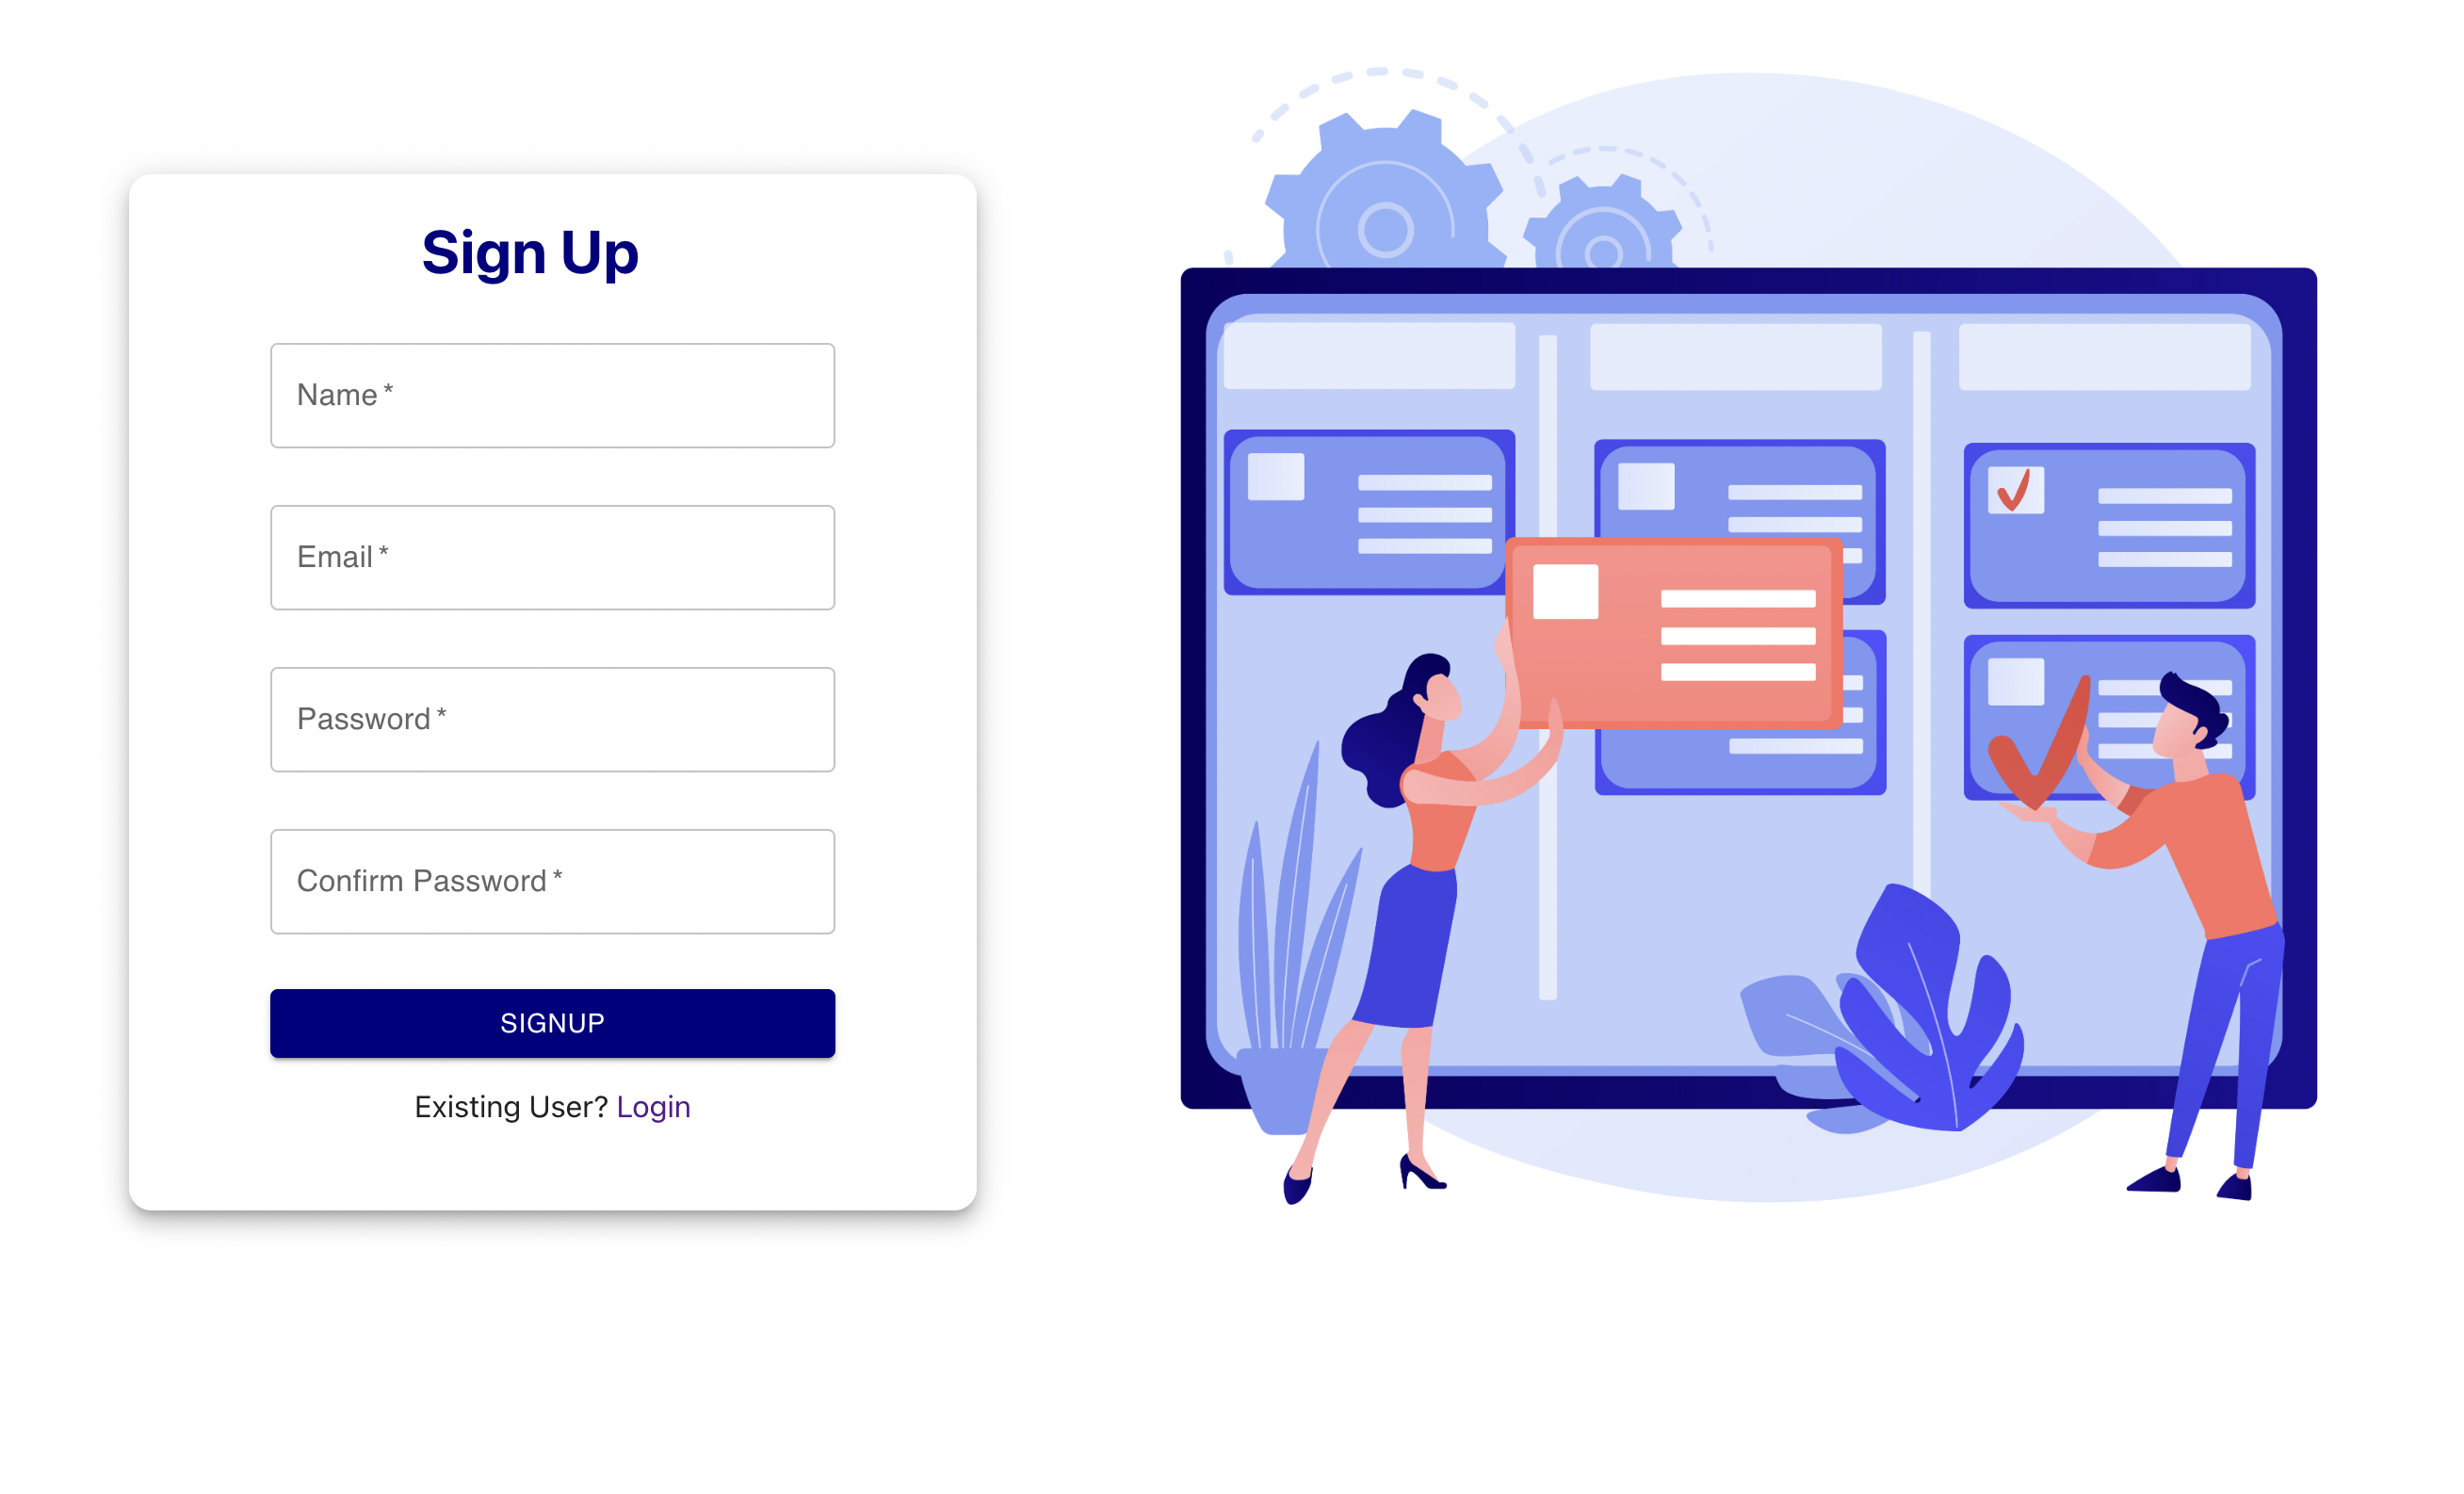 Sign Up
Name *
Email *
Password *
Confirm Password *
SIGNUP
Existing User? Login